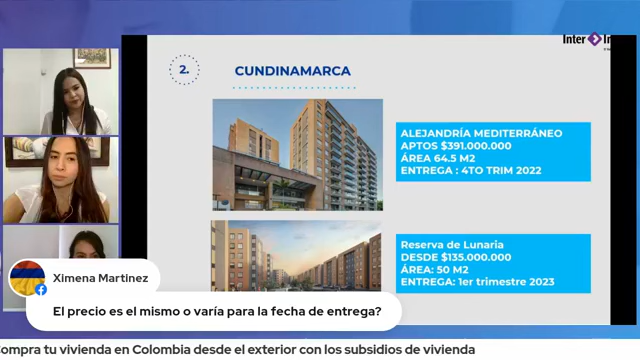 Inter
2.
CUNDINAMARCA
ALEJANDRÍA MEDITERRÁNEO
APTOS $391.000.000
ÁREA 64.5 M2
ENTREGA : 4TO TRIM 2022
Reserva de Lunaria
DESDE $135.000.000
ÁREA: 50 M2
ENTREGA: 1er trimestre 2023
Ximena Martinez
El precio es el mismo o varía para la fecha de entrega?
ompra tu vivienda en Colombia desde el exterior con los subsidios de vivienda